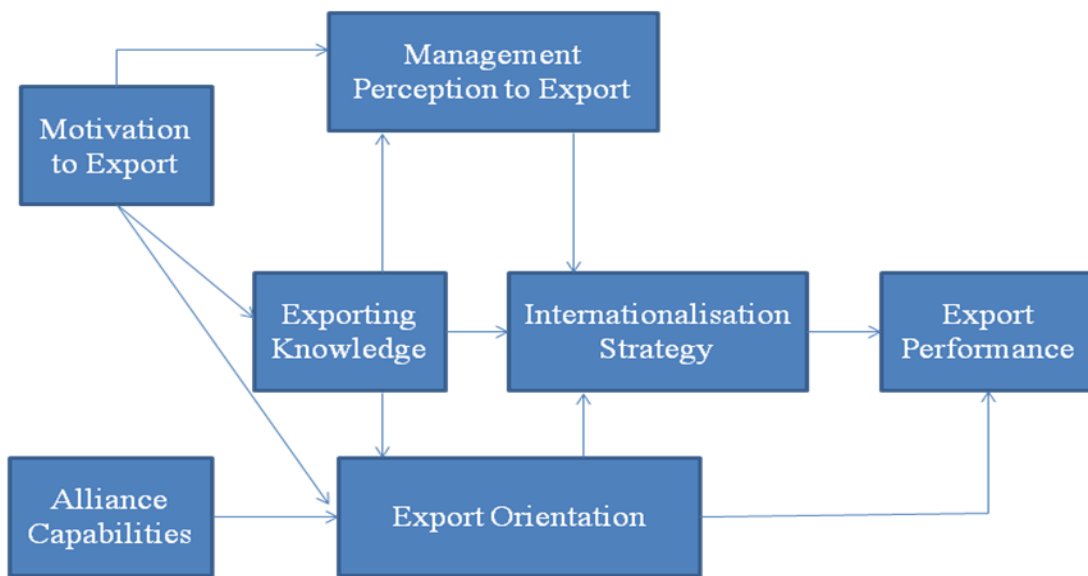 Management
Perception to Export
Motivation
to Export
Exporting
Knowledge
Internationalisation
Strategy
Export
Performance
Alliance
Capabilities
Export Orientation